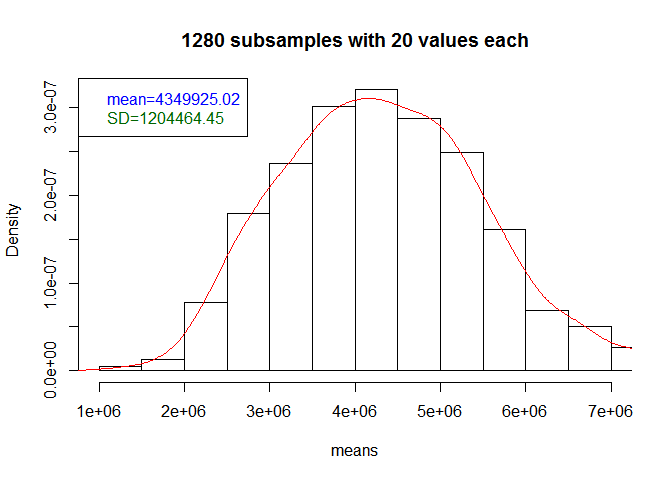 1280 subsamples with 20 values each
mean=4349925.02
SD=1204464.45
Density
3.0e-07
2.0e-07
1.0e-07
0.0e+00
1e+06 2e+06 3e+06 4e+06 5e+06 6e+06 7e+06
means